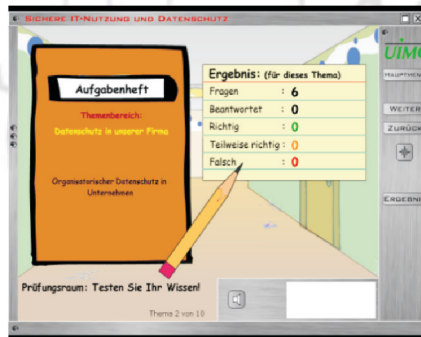 SICHERE IT-NUTZUNG UND DATENSCHUTZ
UIMC
HAUPTMENÜ
Aufgabenheft
Themenbereich:
Datenschutz in unserer Firma
Organisatorischer Datenschutz in
Unternehmen
Ergebnis: (für dieses Thema)
Fragen : 6
Beantwortet : 0
Richtig : 0
Teilweise richtig : 0
Falsch : 0
WEITER
ZURÜCK
Prüfungsraum: Testen Sie Ihr Wissen!
Thema 2 von 10